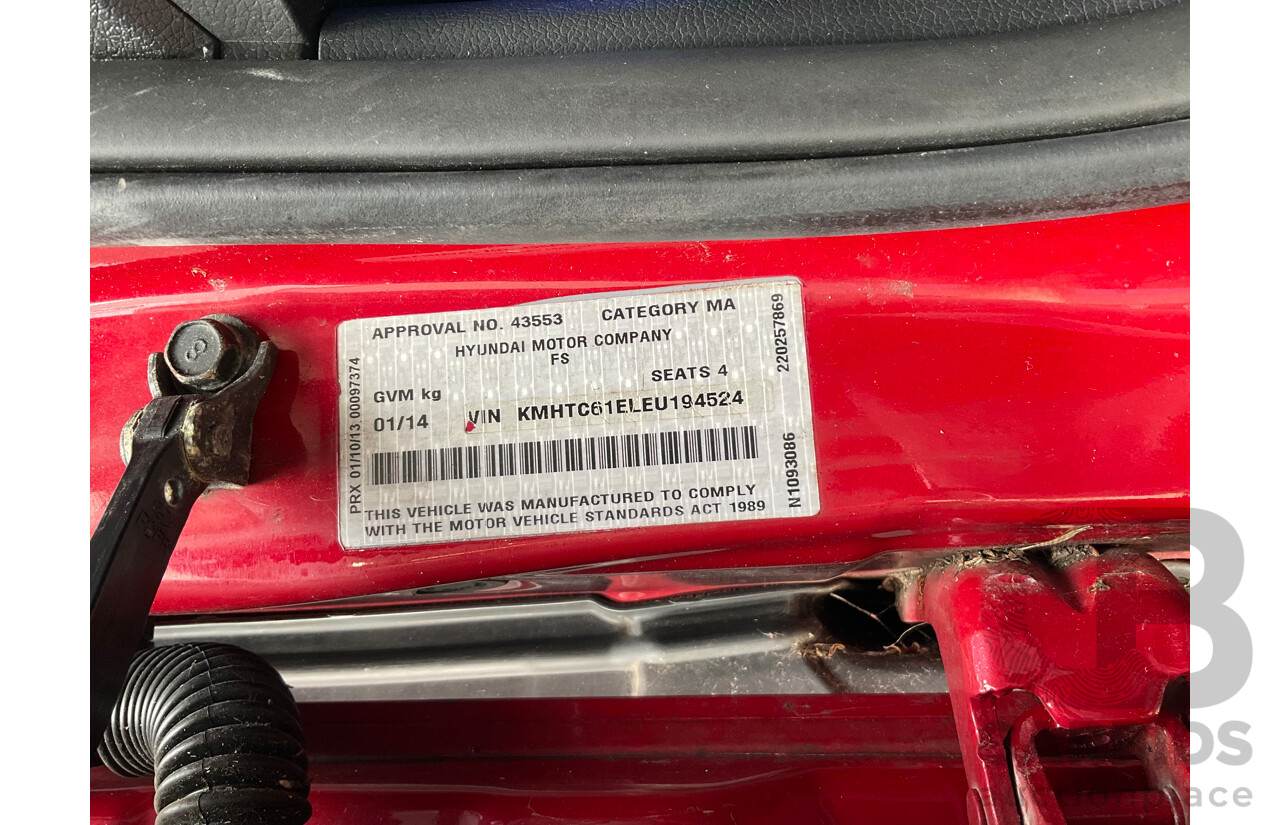 APPROVAL NO. 43553 CATEGORY MA
HYUNDAI MOTOR COMPANY
FS
SEATS 4
GVM kg
01/14 VIN KMHTC61ELEU194524
THIS VEHICLE WAS MANUFACTURED TO COMPLY
WITH THE MOTOR VEHICLE STANDARDS ACT 1989
PRX 01/10/13 00097374
220257869
N1093086
8